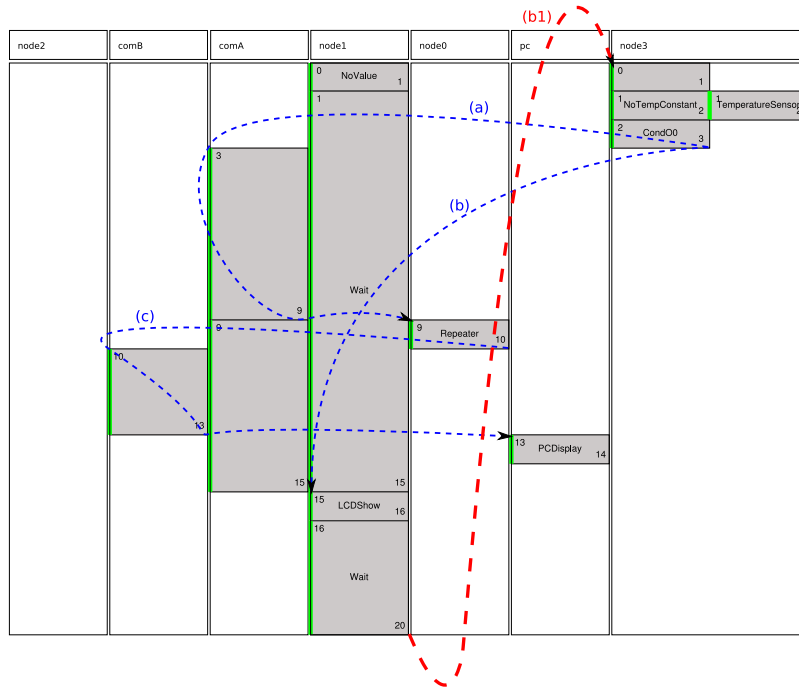 (b1)
node2 comB comA node1 node0 pc node3
0 NoValue 1
0 1
1
1 NoTempConstant 2
1 TemperatureSensor 2
(a)
2 CondO0 3
3
(b)
Wait
9
(c)
9
9 Repeater 10
10
13
13 PCDisplay 14
15
15
15 LCDShow 16
16
Wait
20